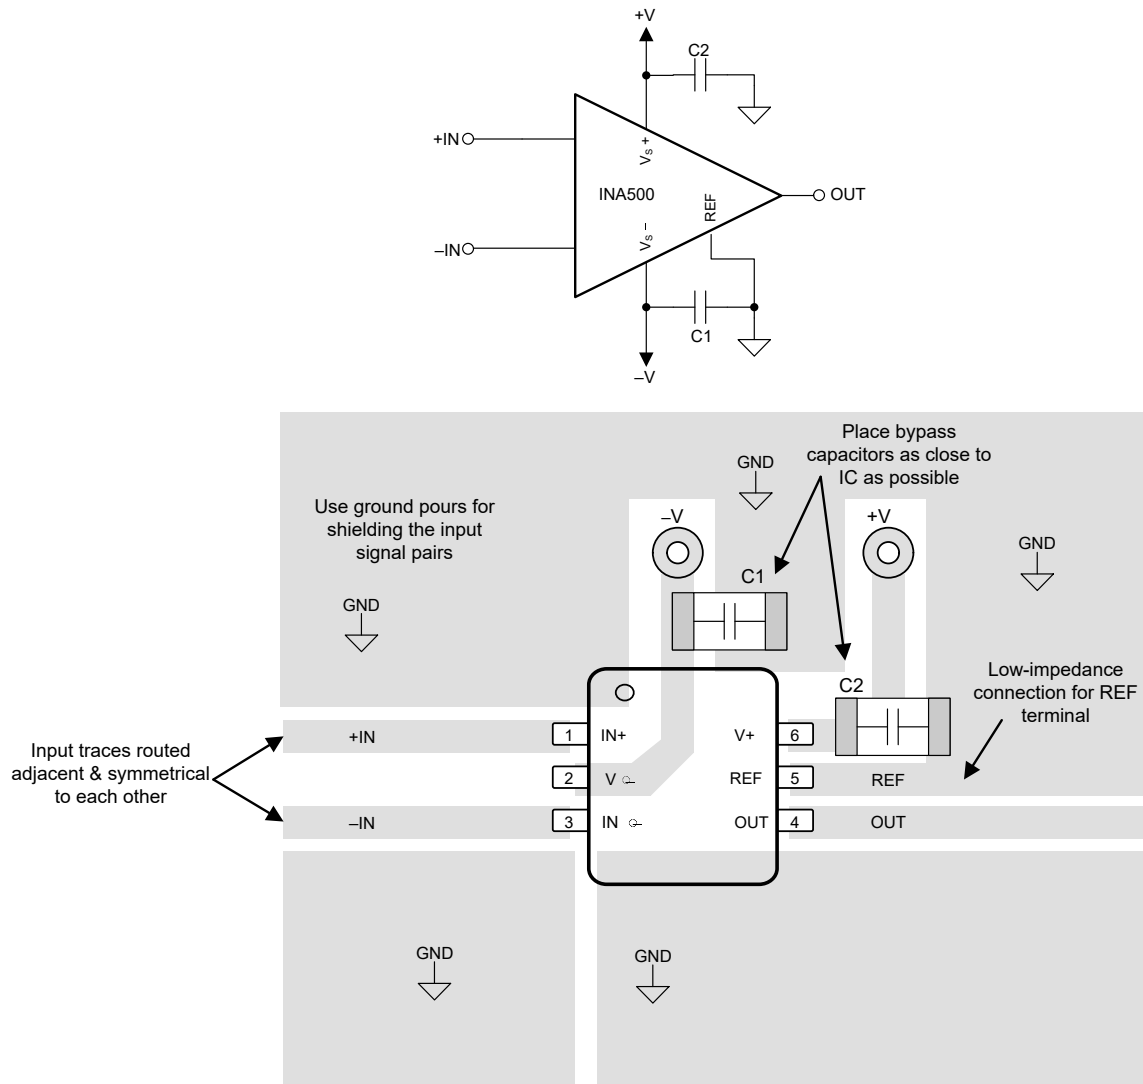 +V
C2
+IN
VS +
INA500
REF
OUT
VS –
–IN
C1
–V
Place bypass
capacitors as close to
IC as possible
GND
Use ground pours for
shielding the input
signal pairs
–V
+V
GND
C1
GND
Low-impedance
connection for REF
terminal
C2
+IN
1
IN+
V+
6
Input traces routed
adjacent & symmetrical
to each other
2
V –
REF
5
REF
–IN
3
IN –
OUT
4
OUT
GND
GND